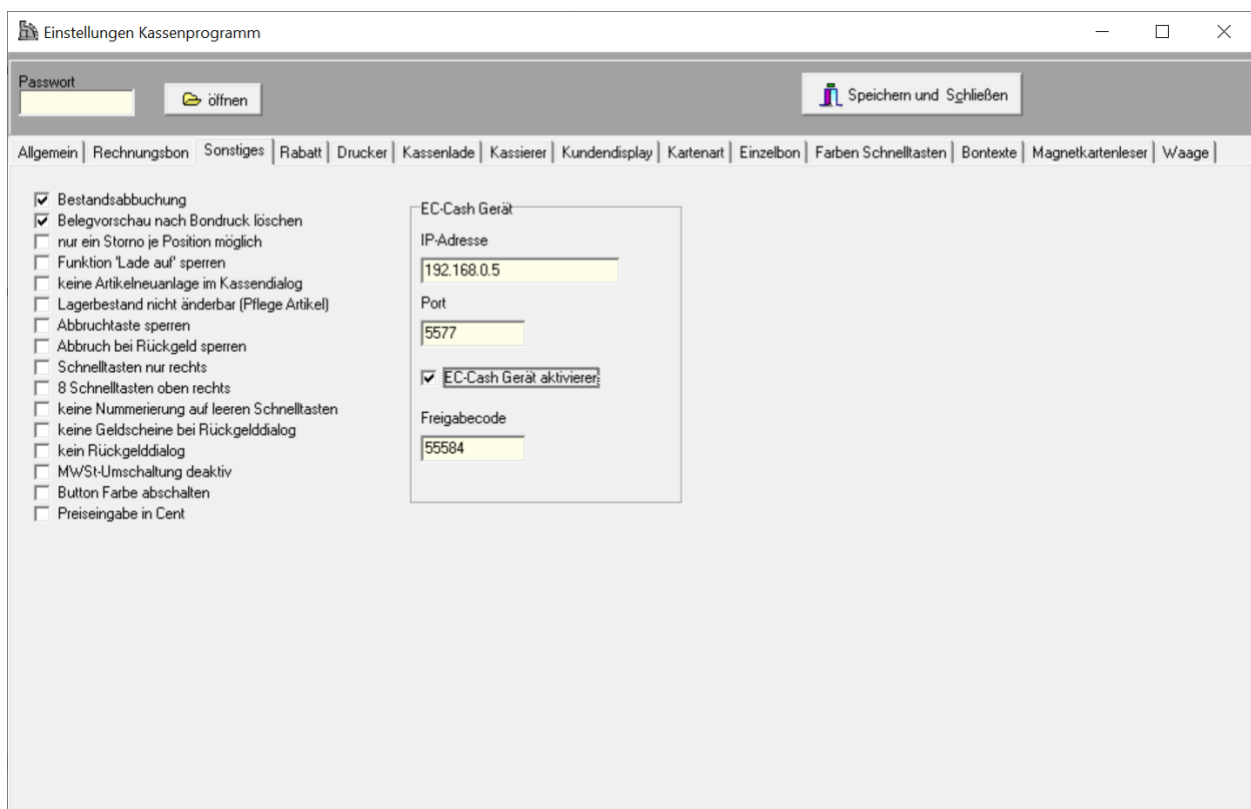 Einstellungen Kassenprogramm
Passwort
öffnen
Speichern und Schließen
Allgemein Rechnungsbon Sonstiges Rabatt Drucker Kassenlade Kassierer Kundendisplay Kartenart Einzelbon Farben Schnelltasten Bontexte Magnetkartenleser Waage
Bestandsabbuchung
Belegvorschau nach Bondruck löschen
nur ein Storno je Position möglich
Funktion 'Lade auf' sperren
keine Artikelneuanlage im Kassendialog
Lagerbestand nicht änderbar (Pflege Artikel)
Abbruchtaste sperren
Abbruch bei Rückgeld sperren
Schnelltasten nur rechts
8 Schnelltasten oben rechts
keine Nummerierung auf leeren Schnelltasten
keine Geldscheine bei Rückgelddialog
kein Rückgelddialog
MWSt-Umschaltung deaktiv
Button Farbe abschalten
Preiseingabe in Cent
EC-Cash Gerät
IP-Adresse
192.168.0.5
Port
5577
EC-Cash Gerät aktivierer
Freigabecode
55584